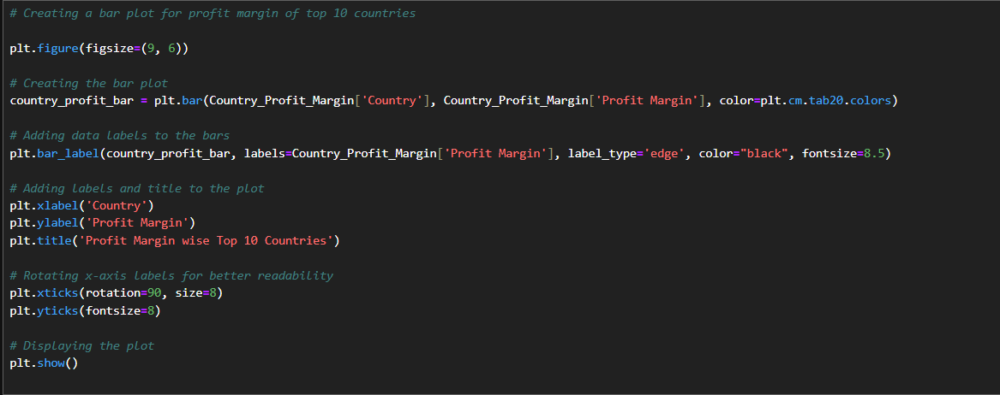 # Creating a bar plot for profit margin of top 10 countries
plt.figure(figsize=(9, 6))
# Creating the bar plot
country_profit_bar = plt.bar(Country_Profit_Margin['Country'], Country_Profit_Margin['Profit Margin'], color=plt.cm.tab20.colors)
# Adding data labels to the bars
plt.bar_label(country_profit_bar, labels=Country_Profit_Margin['Profit Margin'], label_type='edge', color="black", fontsize=8.5)
# Adding labels and title to the plot
plt.xlabel('Country')
plt.ylabel('Profit Margin')
plt.title('Profit Margin wise Top 10 Countries')
# Rotating x-axis labels for better readability
plt.xticks(rotation=90, size=8)
plt.yticks(fontsize=8)
# Displaying the plot
plt.show()